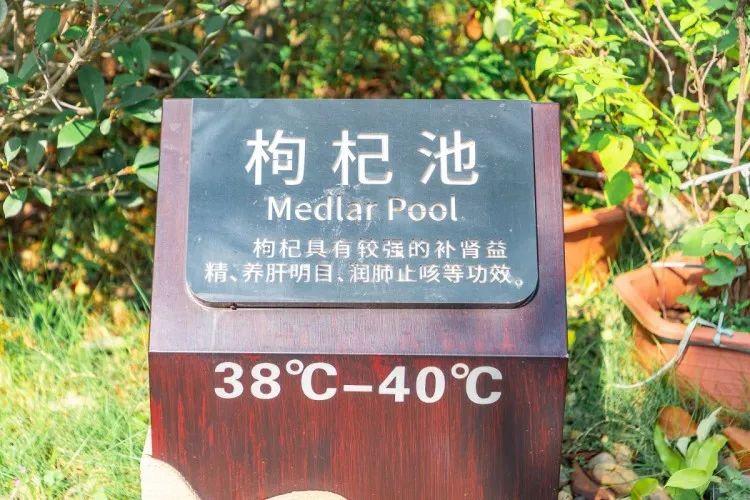 枸杞池
Medlar Pool
枸杞具有较强的补肾益
精、养肝明目、润肺止咳等功效。
38℃-40℃